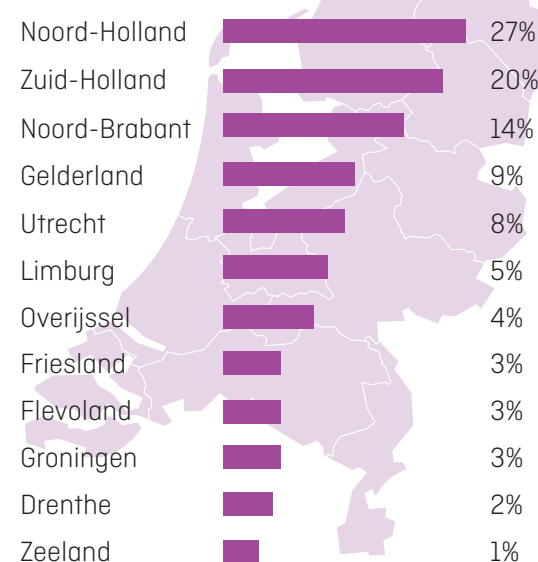 Noord-Holland 27%
Zuid-Holland 20%
Noord-Brabant 14%
Gelderland 9%
Utrecht 8%
Limburg 5%
Overijssel 4%
Friesland 3%
Flevoland 3%
Groningen 3%
Drenthe 2%
Zeeland 1%